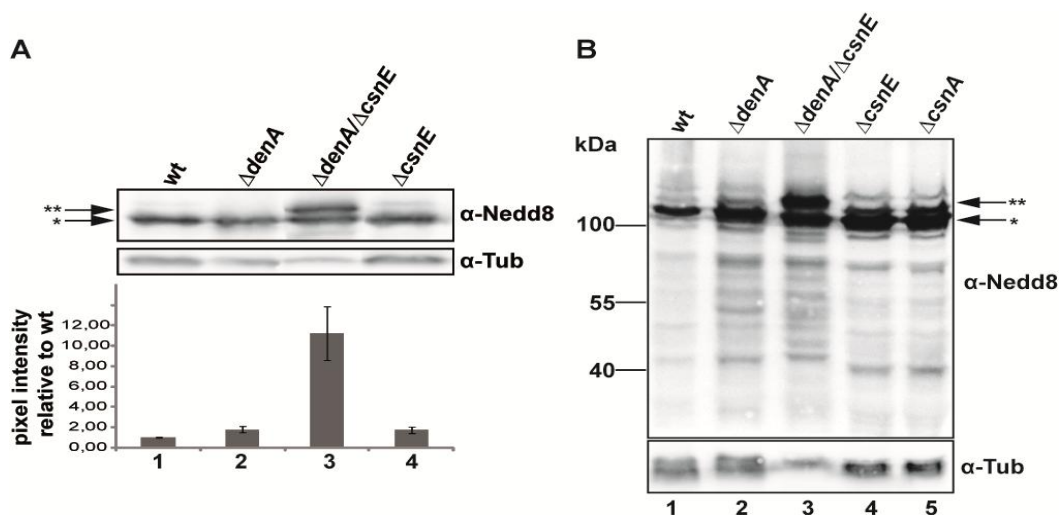 A
wt ΔdenA ΔdenA/ΔcsnE ΔcsnE
**
*
α-Nedd8
α-Tub
pixel intensity
relative to wt
12,00
10,00
8,00
6,00
4,00
2,00
0,00
1 2 3 4
B
wt ΔdenA ΔdenA/ΔcsnE ΔcsnE ΔcsnA
kDa
100
55
40
**
*
α-Nedd8
α-Tub
1 2 3 4 5